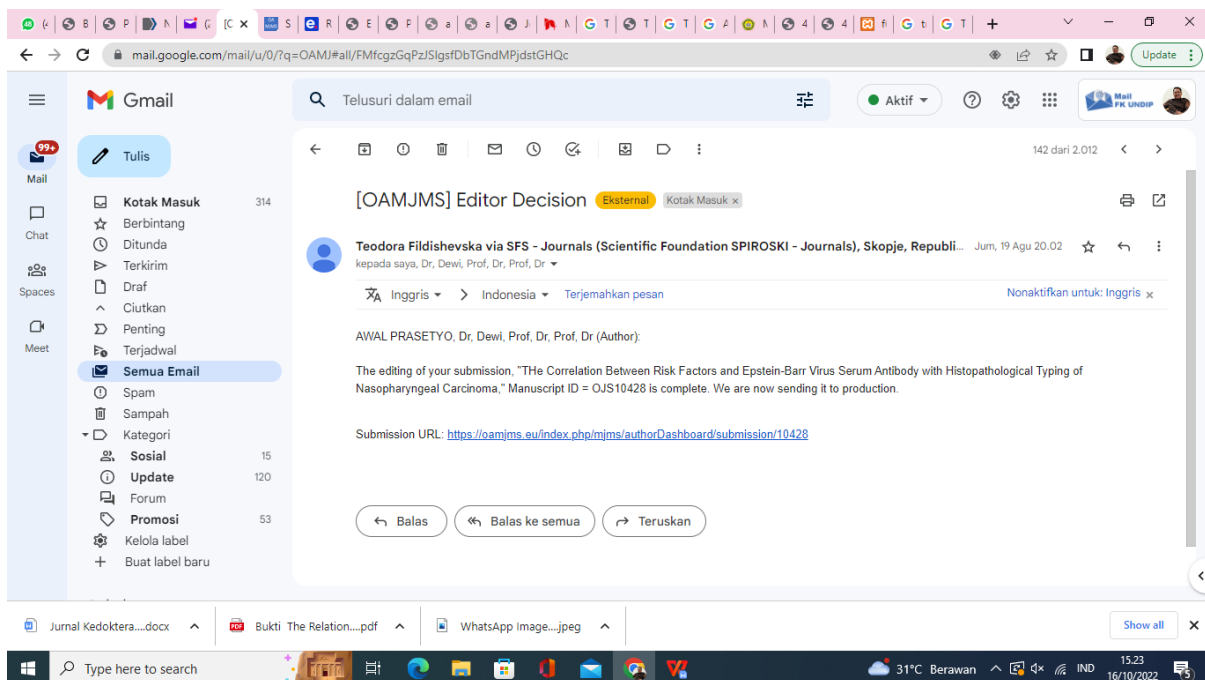 mail.google.com/mail/u/0/?q=OAMJ#all/FMfcgzGqPzJSlgsfDbTGndMPjdstGHQc
Update
Gmail
Telusuri dalam email
Aktif
Mail
FK UNDIP
99+
Mail
Chat
Spaces
Meet
Tulis
Kotak Masuk 314
Berbintang
Ditunda
Terkirim
Draf
Ciutkan
Penting
Terjadwal
Semua Email
Spam
Sampah
Kategori
Sosial 15
Update 120
Forum
Promosi 53
Kelola label
Buat label baru
142 dari 2.012
[OAMJMS] Editor Decision Eksternal Kotak Masuk ×
Teodora Fildishevska via SFS - Journals (Scientific Foundation SPIROSKI - Journals), Skopje, Republi... Jum, 19 Agu 20.02
kepada saya, Dr, Dewi, Prof, Dr, Prof, Dr
Inggris > Indonesia Terjemahkan pesan Nonaktifkan untuk: Inggris ×
AWAL PRASETYO, Dr, Dewi, Prof, Dr, Prof, Dr (Author):
The editing of your submission, "THe Correlation Between Risk Factors and Epstein-Barr Virus Serum Antibody with Histopathological Typing of
Nasopharyngeal Carcinoma," Manuscript ID = OJS10428 is complete. We are now sending it to production.
Submission URL: https://oamjms.eu/index.php/mjms/authorDashboard/submission/10428
Balas Balas ke semua Teruskan
Jurnal Kedoktera....docx Bukti The Relation....pdf WhatsApp Image....jpeg Show all
Type here to search 31°C Berawan IND 15.23
16/10/2022